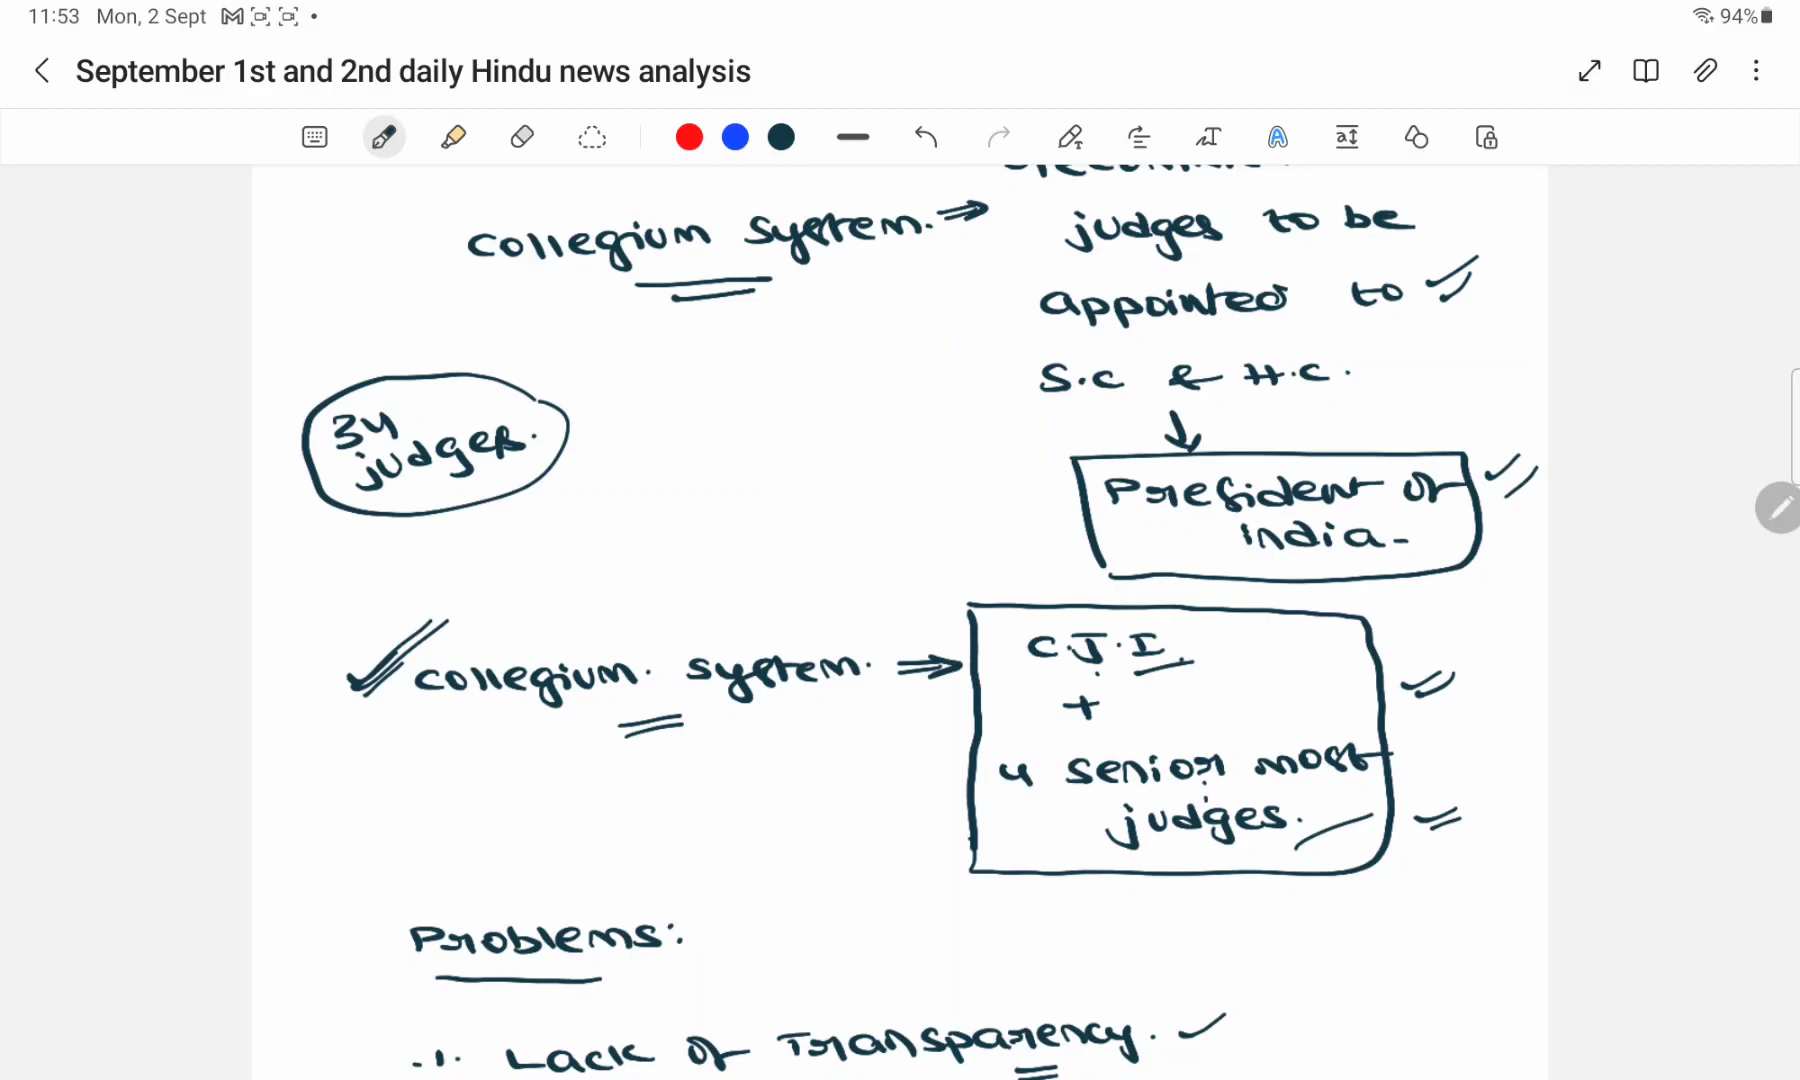 11:53 Mon, 2 Sept 94%
September 1st and 2nd daily Hindu news analysis
collegium system. ⇒
judges to be
appointed to
S.C & H.C.
34
judges.
President of
india-
collegium. system. ⇒
C.J.I.
+
4 senior most
judges.
Problems:
1. Lack of Transparency.